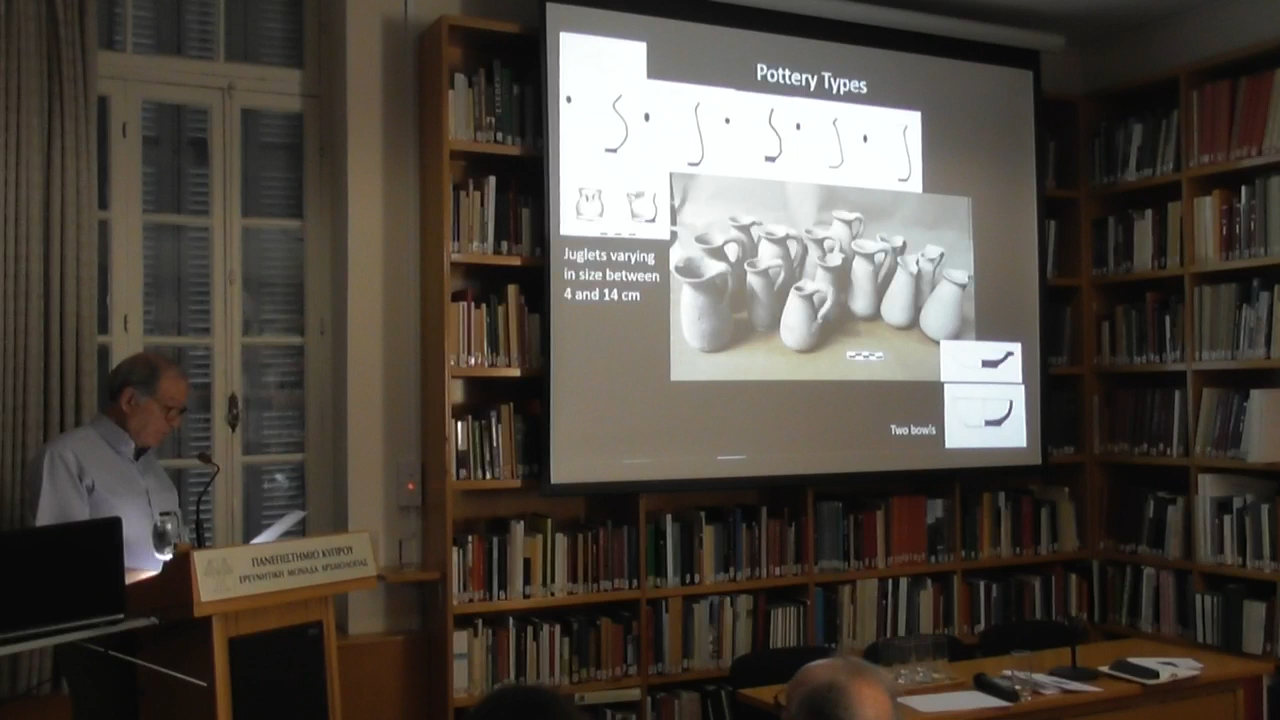 Pottery Types
Juglets varying
in size between
4 and 14 cm
Two bowls
ΠΑΝΕΠΙΣΤΗΜΙΟ ΚΥΠΡΟΥ
ΕΡΕΥΝΗΤΙΚΗ ΜΟΝΑΔΑ ΑΡΧΑΙΟΛΟΓΙΑΣ